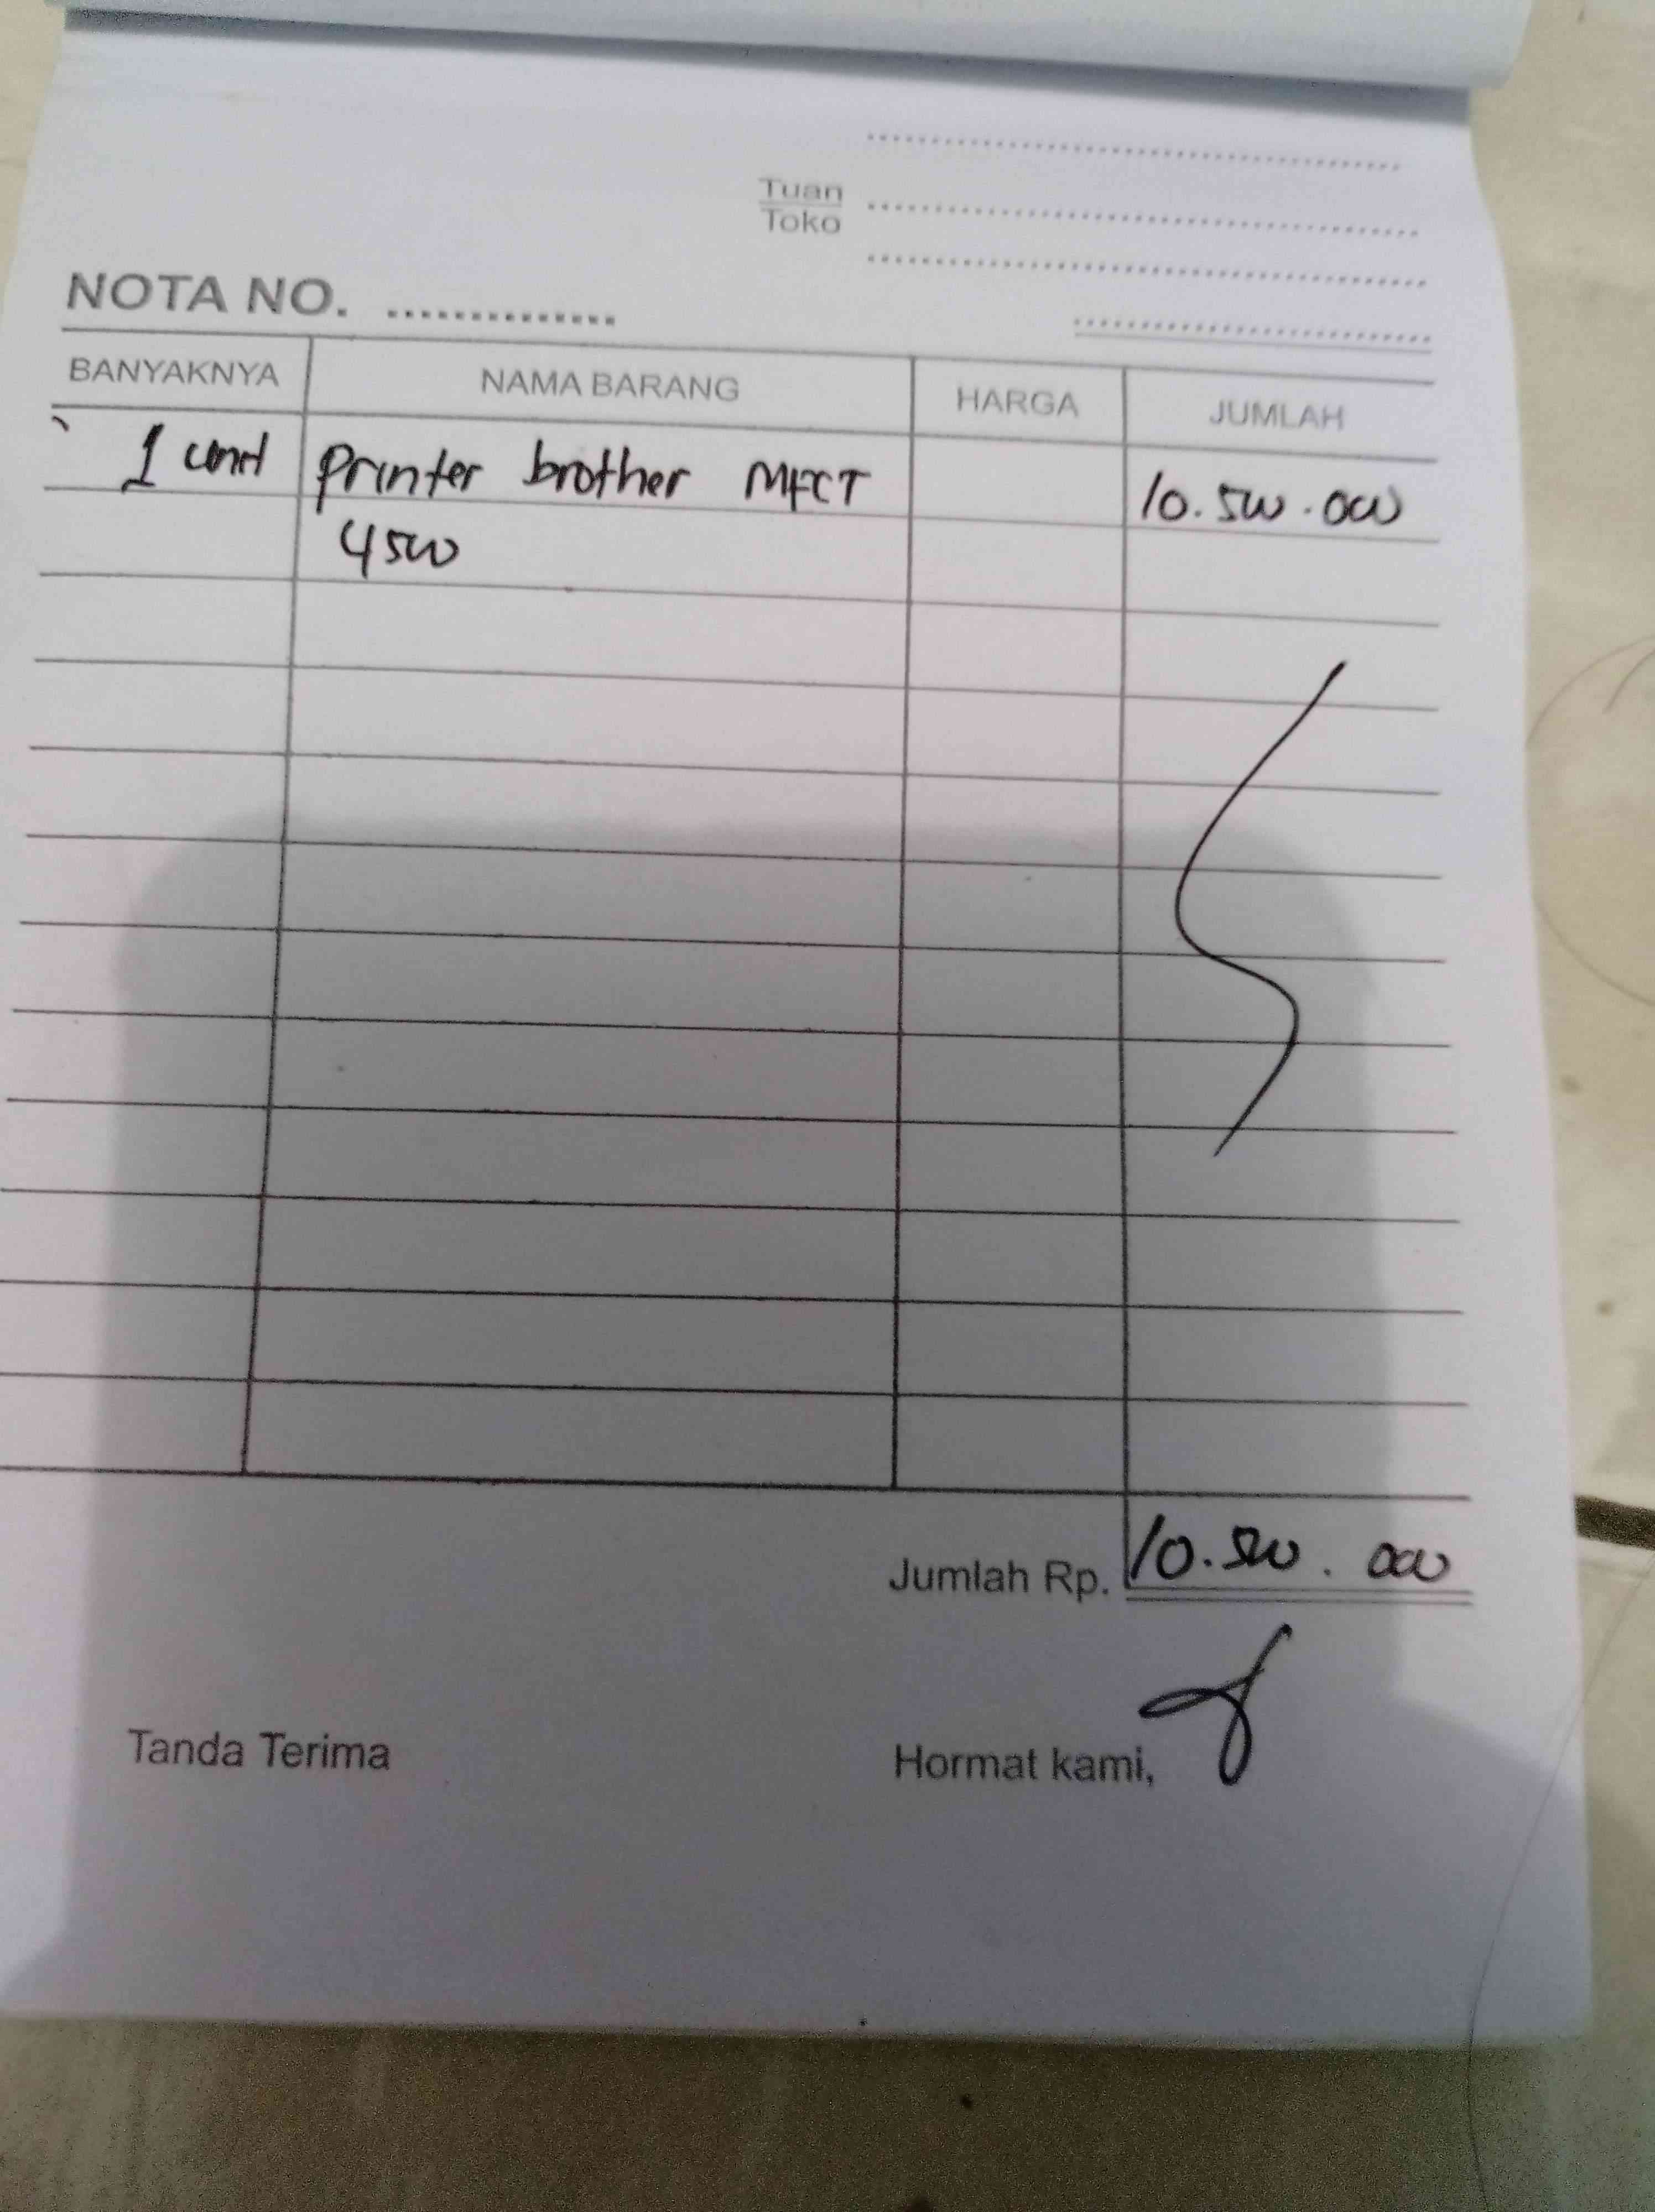 Tuan
Toko
NOTA NO.
BANYAKNYA NAMA BARANG HARGA JUMLAH
1 unit printer brother MFCT 10.500.000
4500
Jumlah Rp. 10.500.000
Tanda Terima Hormat kami,